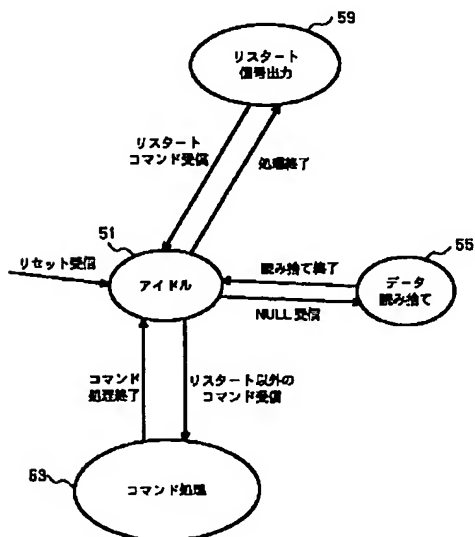 59
リスタート
信号出力
リスタート
コマンド受信
処理終了
51
55
リセット受信
アイドル
読み捨て終了
データ
読み捨て
NULL受信
コマンド
処理終了
リスタート以外の
コマンド受信
53
コマンド処理